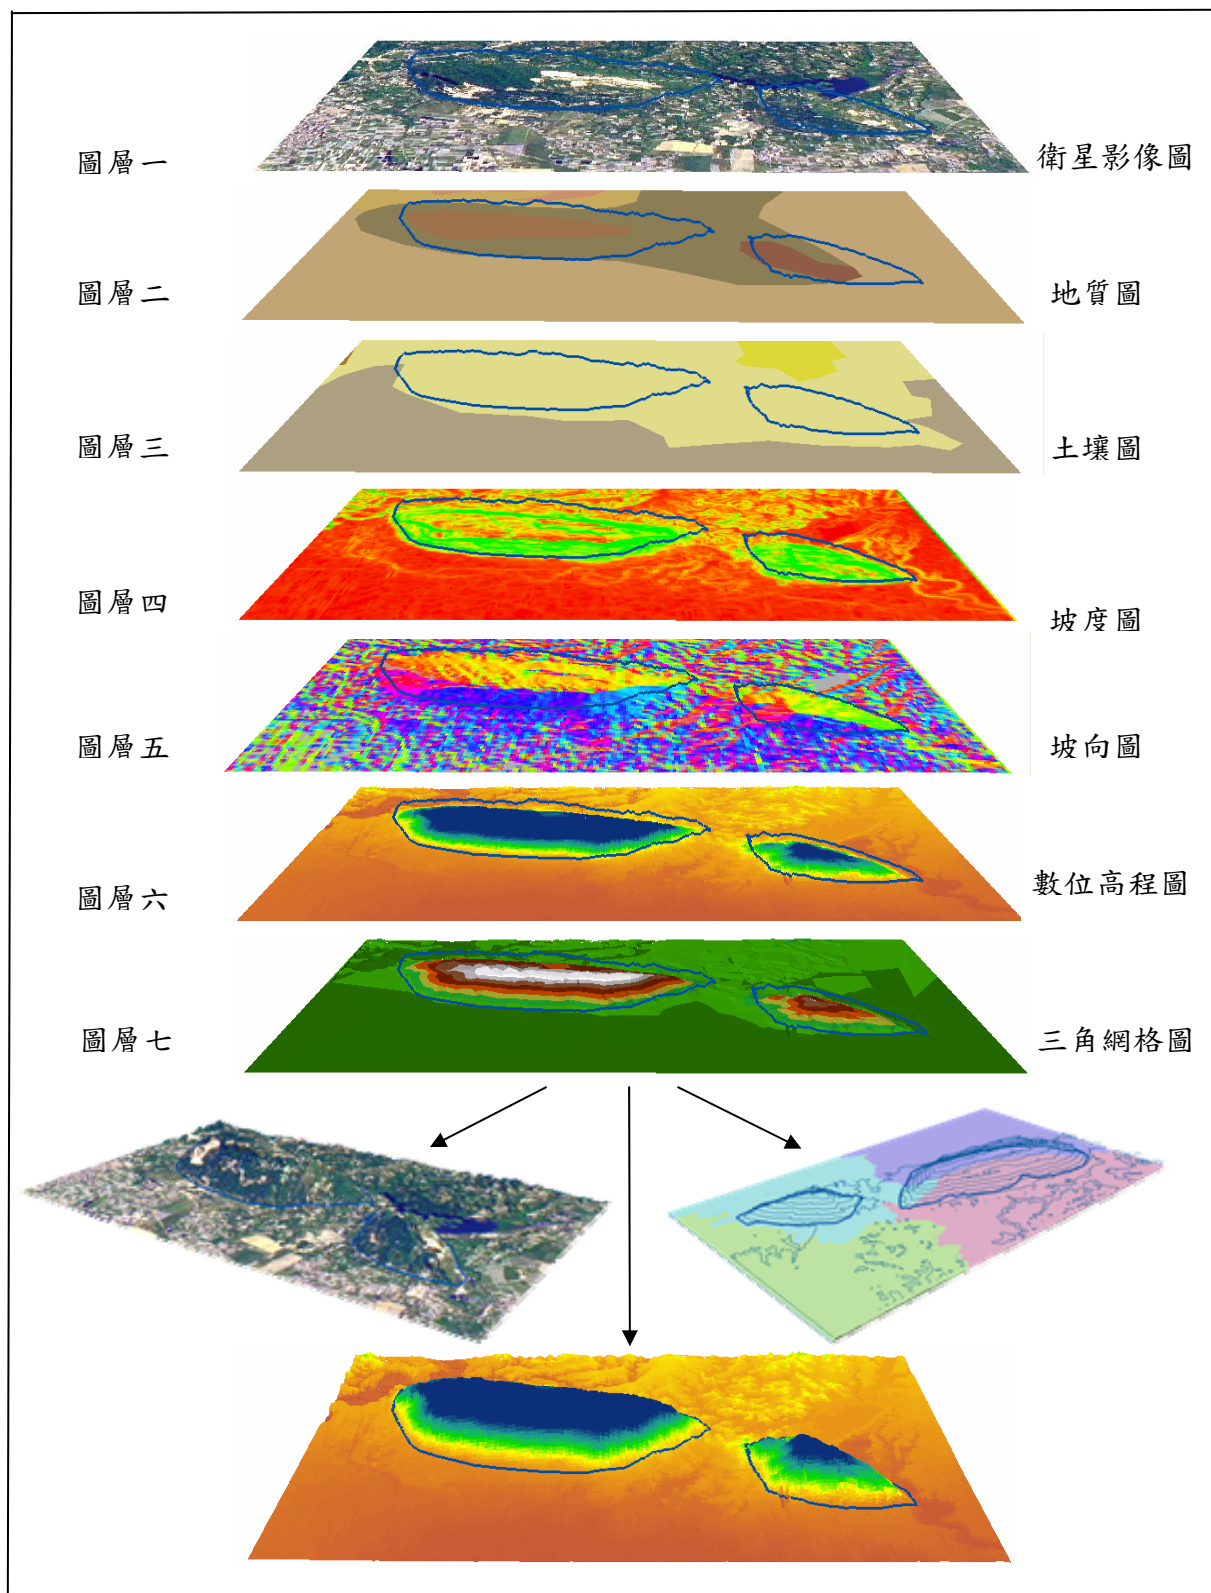 圖層一
衛星影像圖
圖層二
地質圖
圖層三
土壤圖
圖層四
坡度圖
圖層五
坡向圖
圖層六
數位高程圖
圖層七
三角網格圖